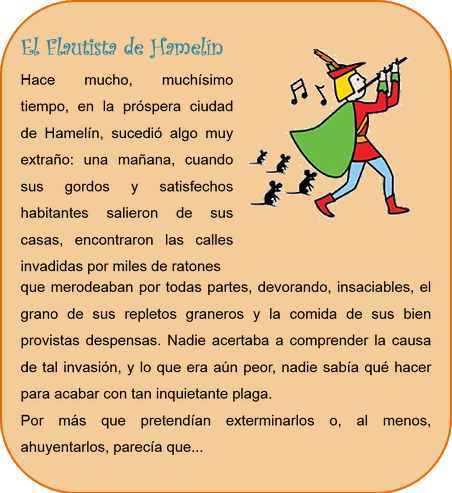 El Flautista de Hamelín
Hace mucho, muchísimo
tiempo, en la próspera ciudad
de Hamelín, sucedió algo muy
extraño: una mañana, cuando
sus gordos y satisfechos
habitantes salieron de sus
casas, encontraron las calles
invadidas por miles de ratones
que merodeaban por todas partes, devorando, insaciables, el
grano de sus repletos graneros y la comida de sus bien
provistas despensas. Nadie acertaba a comprender la causa
de tal invasión, y lo que era aún peor, nadie sabía qué hacer
para acabar con tan inquietante plaga.
Por más que pretendían exterminarlos o, al menos,
ahuyentarlos, parecía que...